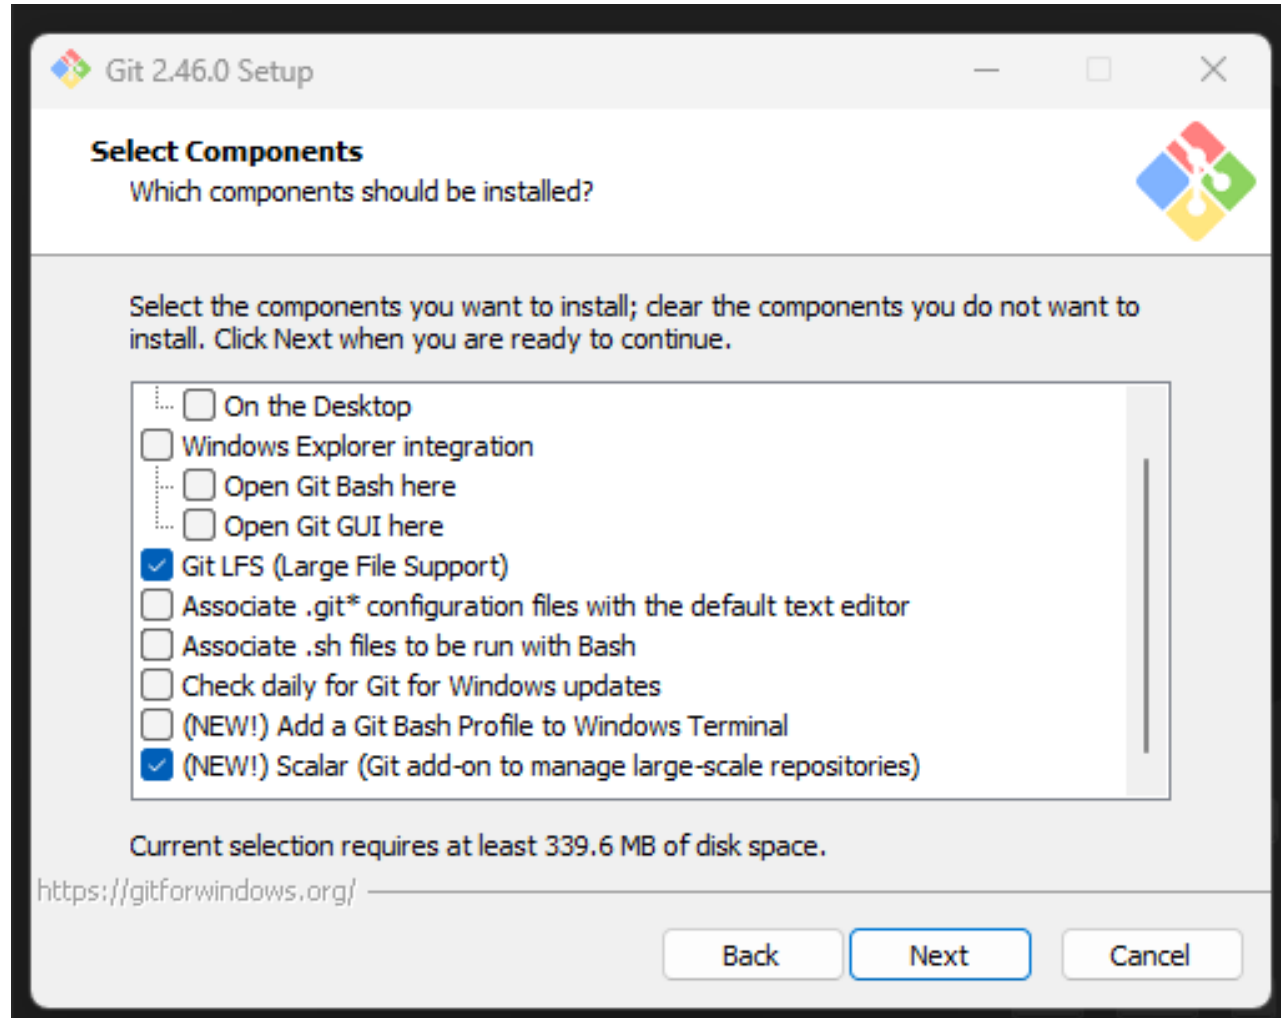 Git 2.46.0 Setup
Select Components
Which components should be installed?
Select the components you want to install; clear the components you do not want to
install. Click Next when you are ready to continue.
On the Desktop
Windows Explorer integration
Open Git Bash here
Open Git GUI here
Git LFS (Large File Support)
Associate .git* configuration files with the default text editor
Associate .sh files to be run with Bash
Check daily for Git for Windows updates
(NEW!) Add a Git Bash Profile to Windows Terminal
(NEW!) Scalar (Git add-on to manage large-scale repositories)
Current selection requires at least 339.6 MB of disk space.
https://gitforwindows.org/
Back Next Cancel